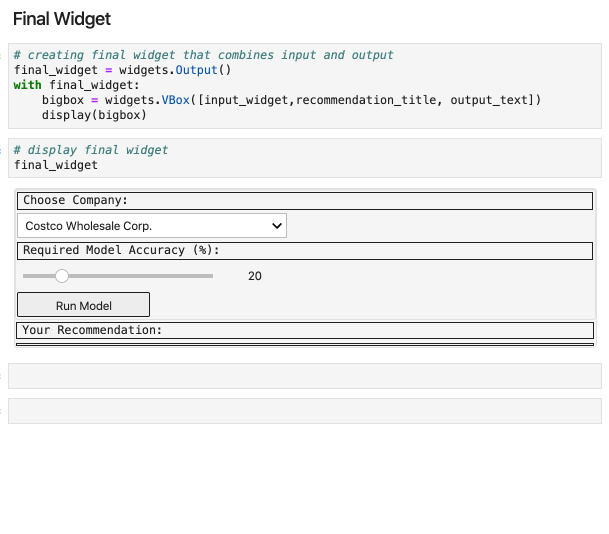 Final Widget
# creating final widget that combines input and output
final_widget = widgets.Output()
with final_widget:
    bigbox = widgets.VBox([input_widget,recommendation_title, output_text])
    display(bigbox)
# display final widget
final_widget
Choose Company:
Costco Wholesale Corp.
Required Model Accuracy (%):
20
Run Model
Your Recommendation: